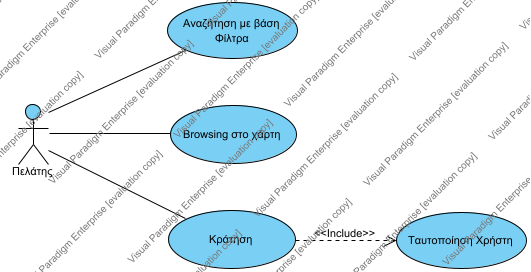 Αναζήτηση με βάση
Φίλτρα
Browsing στο χάρτη
Πελάτης
Κράτηση
<<Include>>
Ταυτοποίηση Χρήστη
Visual Paradigm Enterprise [evaluation copy]